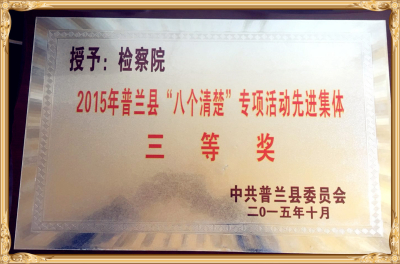 授予：检察院
2015年普兰县“八个清楚”专项活动先进集体
三等奖
中共普兰县委员会
二〇一五年十月